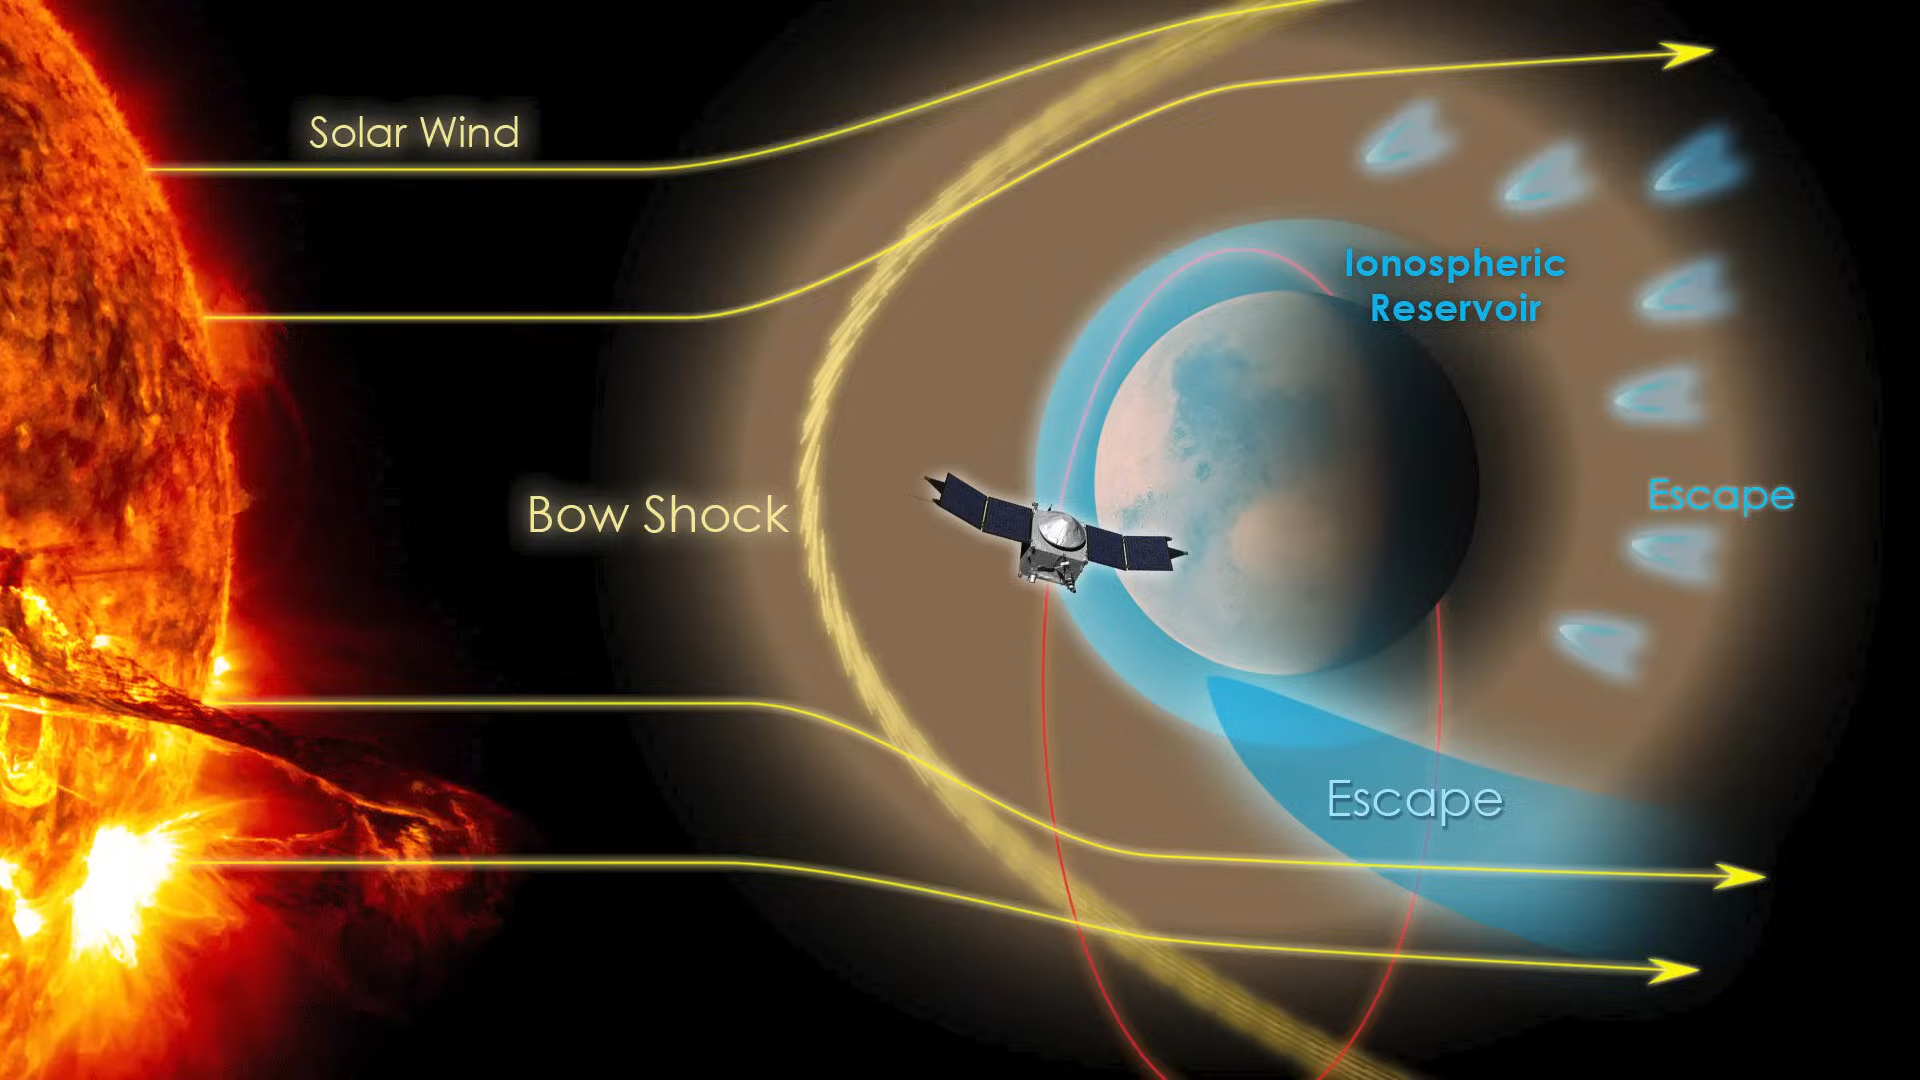 Solar Wind
Ionospheric
Reservoir
Bow Shock
Escape
Escape